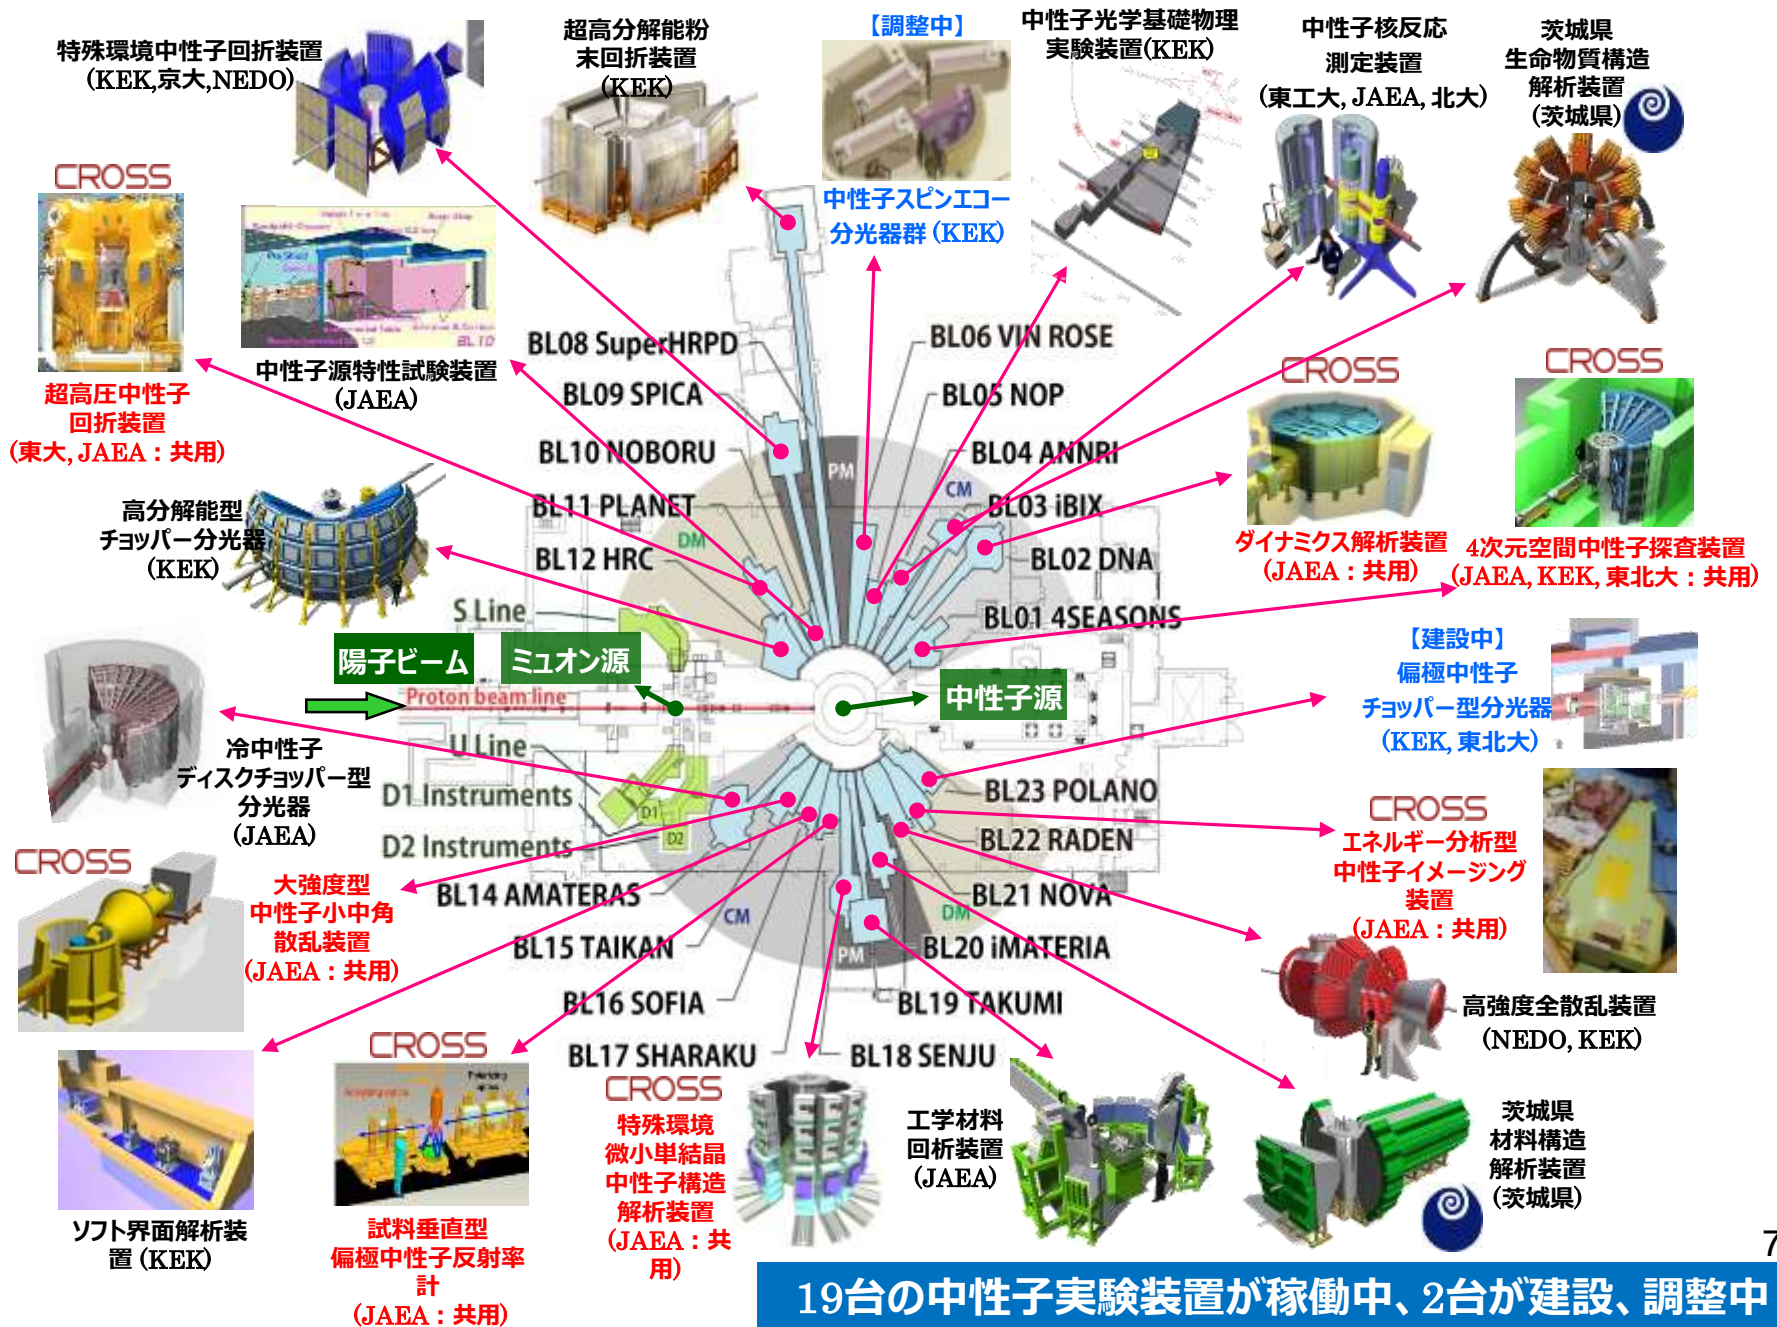 特殊環境中性子回折装置
(KEK,京大,NEDO)
超高分解能粉
末回折装置
(KEK)
【調整中】
中性子スピンエコー
分光器群 (KEK)
中性子光学基礎物理
実験装置(KEK)
中性子核反応
測定装置
(東工大, JAEA, 北大)
茨城県
生命物質構造
解析装置
(茨城県)
CROSS
超高圧中性子
回折装置
(東大, JAEA：共用)
BL 10
中性子源特性試験装置
(JAEA)
高分解能型
チョッパー分光器
(KEK)
BL08 SuperHRPD
BL09 SPICA
BL10 NOBORU
BL11 PLANET
BL12 HRC
BL06 VIN ROSE
BL05 NOP
BL04 ANNRI
BL03 iBIX
BL02 DNA
BL01 4SEASONS
PM
CM
DM
CROSS
ダイナミクス解析装置
(JAEA：共用)
CROSS
4次元空間中性子探査装置
(JAEA, KEK, 東北大：共用)
S Line
陽子ビーム
ミュオン源
中性子源
Proton beam line
U Line
D1 Instruments
D2 Instruments
D1
D2
【建設中】
偏極中性子
チョッパー型分光器
(KEK, 東北大)
冷中性子
ディスクチョッパー型
分光器
(JAEA)
BL23 POLANO
BL22 RADEN
BL21 NOVA
BL20 iMATERIA
BL19 TAKUMI
BL18 SENJU
BL14 AMATERAS
BL15 TAIKAN
BL16 SOFIA
BL17 SHARAKU
CM
DM
PM
CROSS
エネルギー分析型
中性子イメージング
装置
(JAEA：共用)
CROSS
大強度型
中性子小中角
散乱装置
(JAEA：共用)
高強度全散乱装置
(NEDO, KEK)
ソフト界面解析装
置 (KEK)
CROSS
試料垂直型
偏極中性子反射率
計
(JAEA：共用)
CROSS
特殊環境
微小単結晶
中性子構造
解析装置
(JAEA：共
用)
工学材料
回析装置
(JAEA)
茨城県
材料構造
解析装置
(茨城県)
7
19台の中性子実験装置が稼働中、2台が建設、調整中